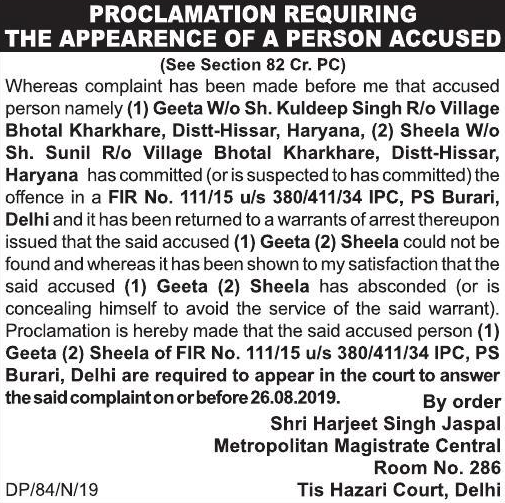 PROCLAMATION REQUIRING
THE APPEARENCE OF A PERSON ACCUSED
(See Section 82 Cr. PC)
Whereas complaint has been made before me that accused
person namely (1) Geeta W/o Sh. Kuldeep Singh R/o Village
Bhotal Kharkhare, Distt-Hissar, Haryana, (2) Sheela W/o
Sh. Sunil R/o Village Bhotal Kharkhare, Distt-Hissar,
Haryana has committed (or is suspected to has committed) the
offence in a FIR No. 111/15 u/s 380/411/34 IPC, PS Burari,
Delhi and it has been returned to a warrants of arrest thereupon
issued that the said accused (1) Geeta (2) Sheela could not be
found and whereas it has been shown to my satisfaction that the
said accused (1) Geeta (2) Sheela has absconded (or is
concealing himself to avoid the service of the said warrant).
Proclamation is hereby made that the said accused person (1)
Geeta (2) Sheela of FIR No. 111/15 u/s 380/411/34 IPC, PS
Burari, Delhi are required to appear in the court to answer
the said complaint on or before 26.08.2019.
By order
Shri Harjeet Singh Jaspal
Metropolitan Magistrate Central
Room No. 286
DP/84/N/19 Tis Hazari Court, Delhi